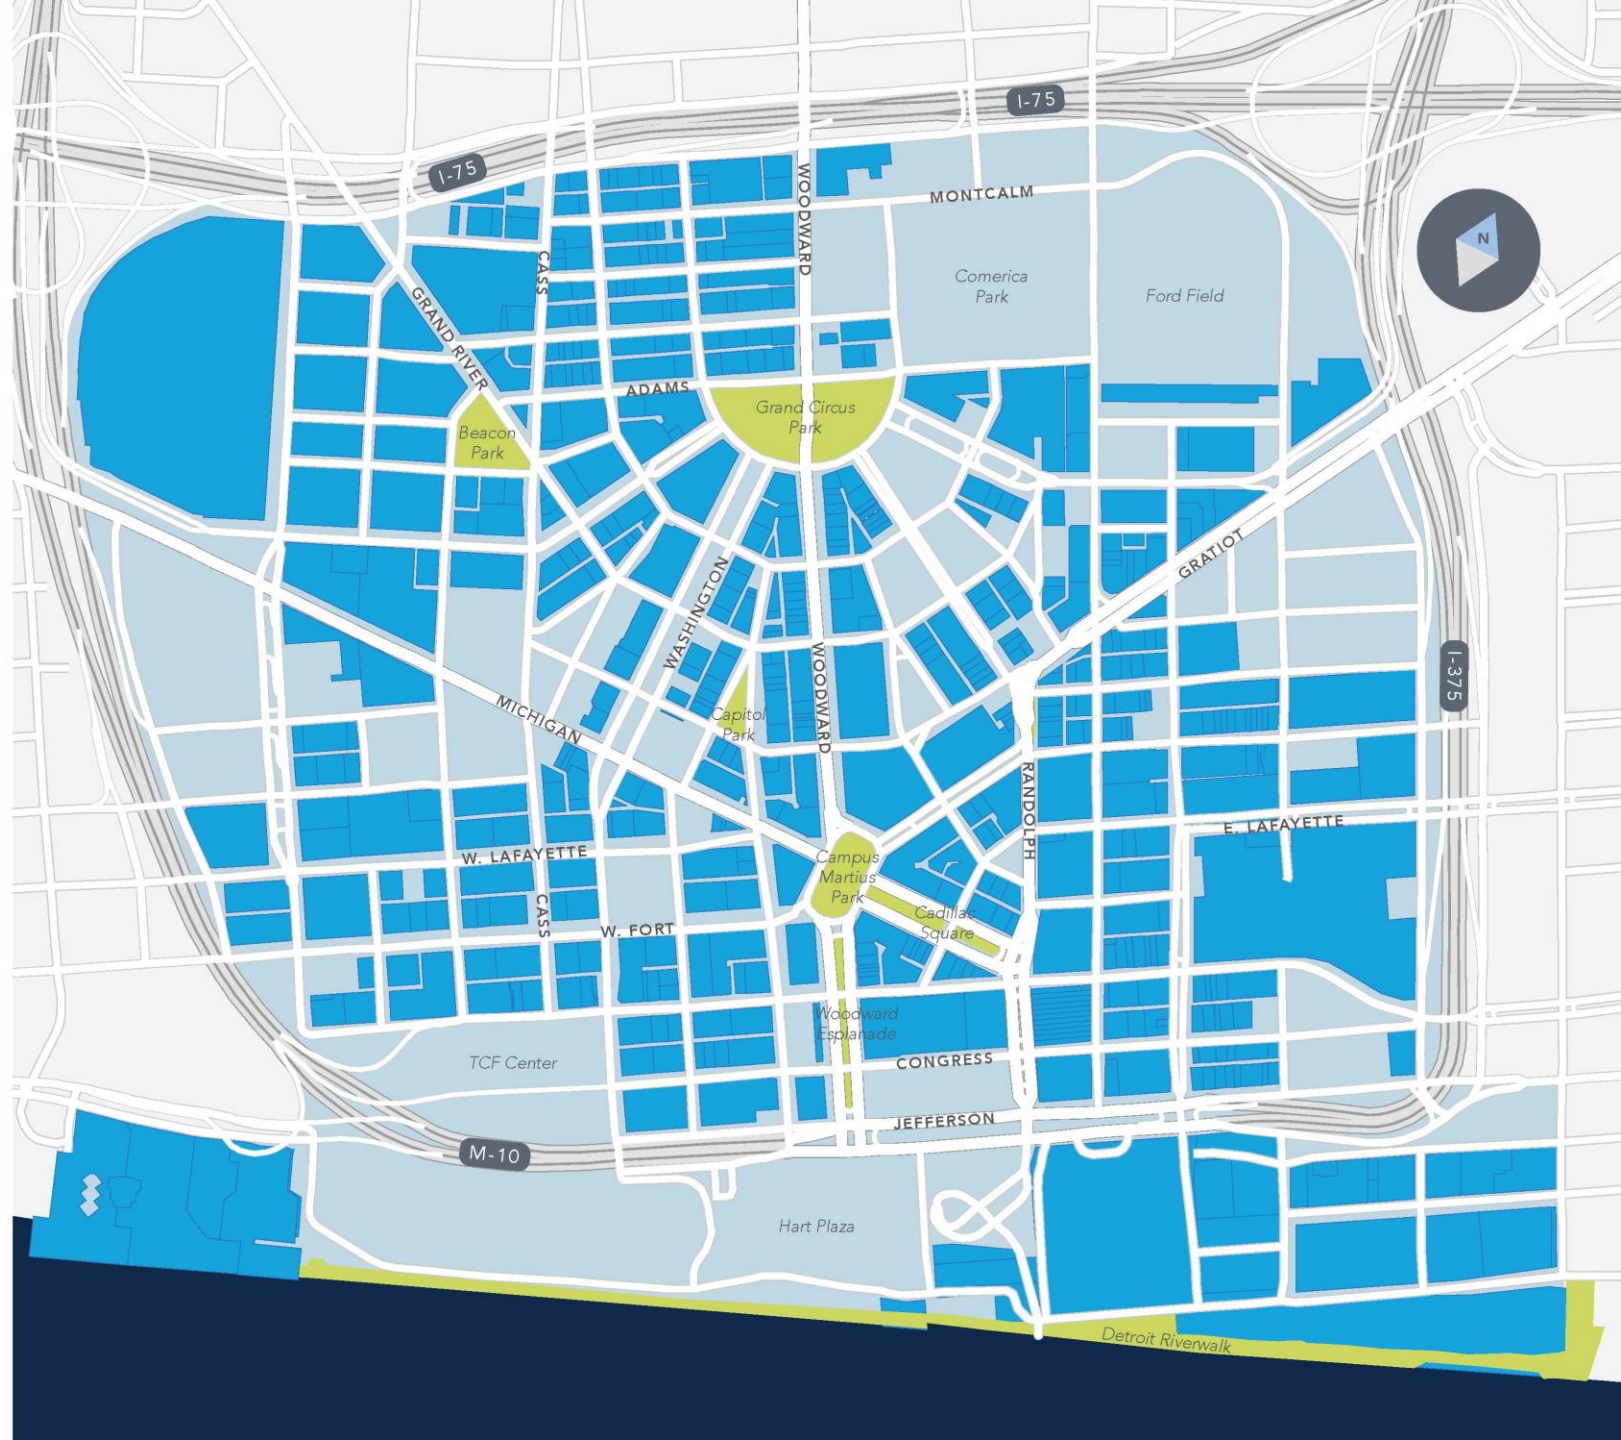 I-75
I-75
WOODWARD
MONTCALM
N
CASS
Comerica
Park
Ford Field
GRAND RIVER
ADAMS
Grand Circus
Park
Beacon
Park
GRATIOT
WASHINGTON
I-375
WOODWARD
MICHIGAN
Capitol
Park
RANDOLPH
E. LAFAYETTE
W. LAFAYETTE
Campus
Martius
Park
CASS
Cadillac
Square
W. FORT
Woodward
Esplanade
TCF Center
CONGRESS
JEFFERSON
M-10
Hart Plaza
Detroit Riverwalk